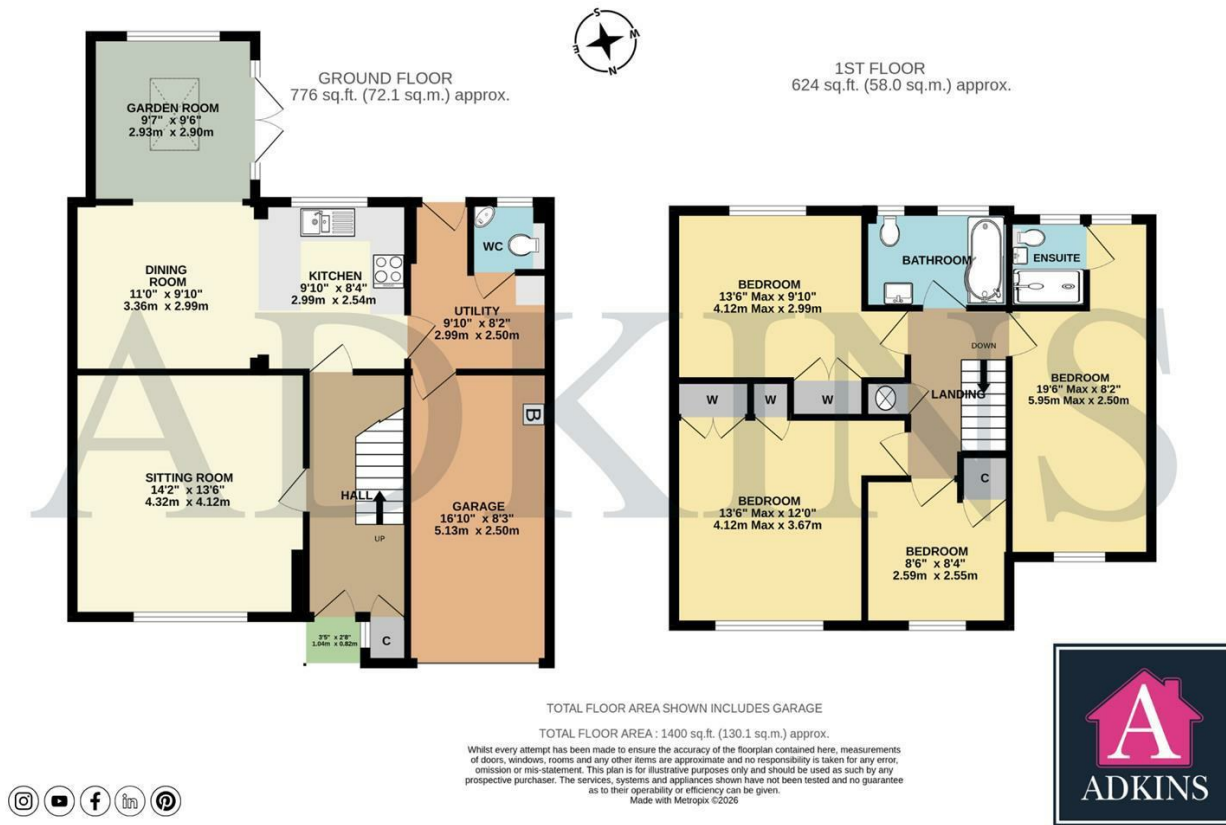 S
W
E
N
GROUND FLOOR
776 sq.ft. (72.1 sq.m.) approx.
1ST FLOOR
624 sq.ft. (58.0 sq.m.) approx.
GARDEN ROOM
9'7" x 9'6"
2.93m x 2.90m
DINING
ROOM
11'0" x 9'10"
3.36m x 2.99m
KITCHEN
9'10" x 8'4"
2.99m x 2.54m
WC
UTILITY
9'10" x 8'2"
2.99m x 2.50m
SITTING ROOM
14'2" x 13'6"
4.32m x 4.12m
HALL
UP
GARAGE
16'10" x 8'3"
5.13m x 2.50m
B
3'5" x 2'8"
1.04m x 0.82m
C
BEDROOM
13'6" Max x 9'10"
4.12m Max x 2.99m
BATHROOM
ENSUITE
DOWN
LANDING
BEDROOM
19'6" Max x 8'2"
5.95m Max x 2.50m
W
W
W
BEDROOM
13'6" Max x 12'0"
4.12m Max x 3.67m
C
BEDROOM
8'6" x 8'4"
2.59m x 2.55m
ADKINS
TOTAL FLOOR AREA SHOWN INCLUDES GARAGE
TOTAL FLOOR AREA : 1400 sq.ft. (130.1 sq.m.) approx.
Whilst every attempt has been made to ensure the accuracy of the floorplan contained here, measurements
of doors, windows, rooms and any other items are approximate and no responsibility is taken for any error,
omission or mis-statement. This plan is for illustrative purposes only and should be used as such by any
prospective purchaser. The services, systems and appliances shown have not been tested and no guarantee
as to their operability or efficiency can be given.
Made with Metropix ©2026
A
ADKINS
in